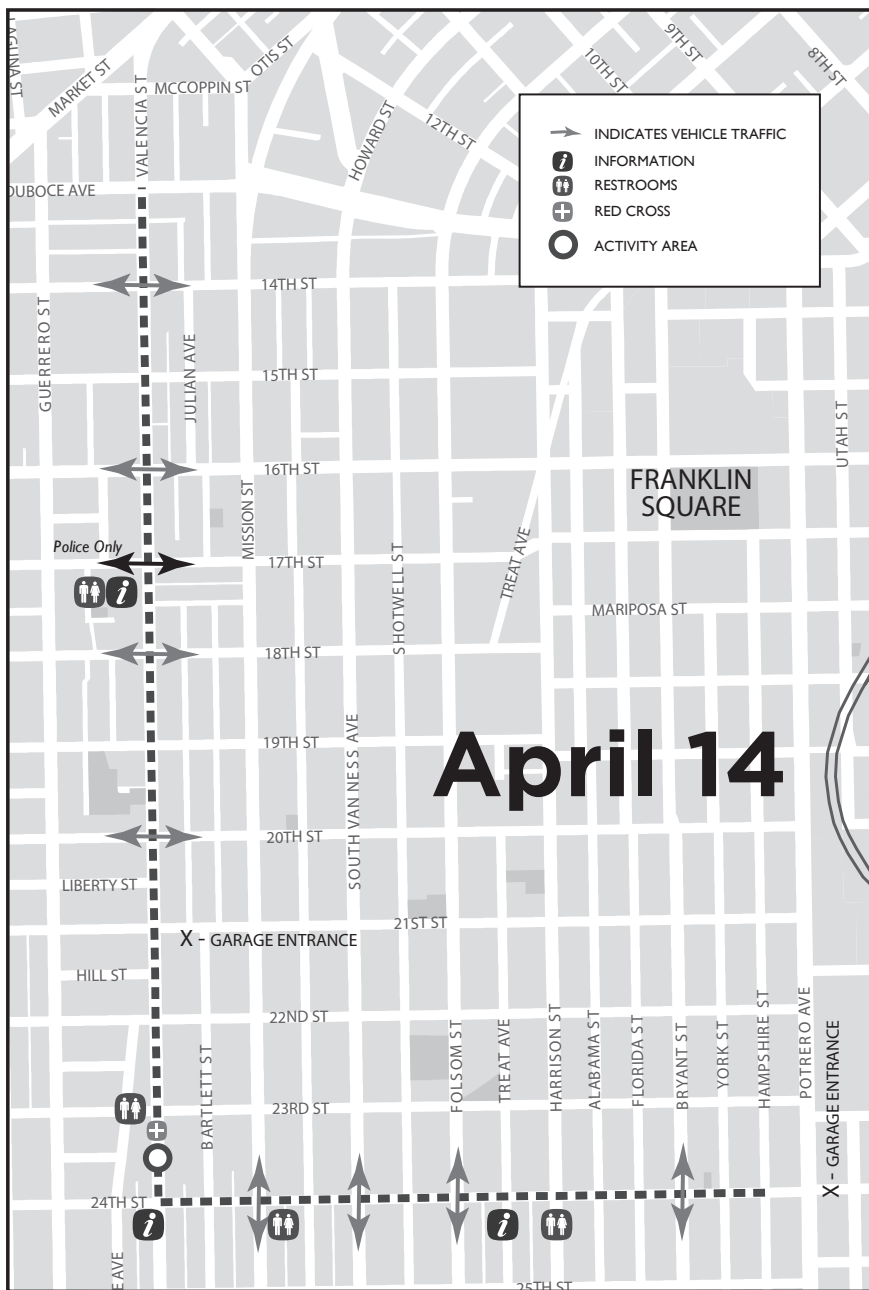 LAGUNA ST
MARKET ST
VALENCIA ST
MCCOPPIN ST
OTIS ST
HOWARD ST
12TH ST
10TH ST
9TH ST
8TH ST
INDICATES VEHICLE TRAFFIC
i INFORMATION
RESTROOMS
RED CROSS
ACTIVITY AREA
DUBOCE AVE
14TH ST
GUERRERO ST
JULIAN AVE
15TH ST
16TH ST
MISSION ST
FRANKLIN
SQUARE
UTAH ST
Police Only
17TH ST
i
SHOTWELL ST
TREAT AVE
MARIPOSA ST
18TH ST
19TH ST
SOUTH VAN NESS AVE
April 14
20TH ST
LIBERTY ST
21ST ST
X - GARAGE ENTRANCE
HILL ST
22ND ST
BARTLETT ST
23RD ST
FOLSOM ST
TREAT AVE
HARRISON ST
ALABAMA ST
FLORIDA ST
BRYANT ST
YORK ST
HAMPSHIRE ST
POTRERO AVE
X - GARAGE ENTRANCE
24TH ST
i
i
E AVE
25TH ST